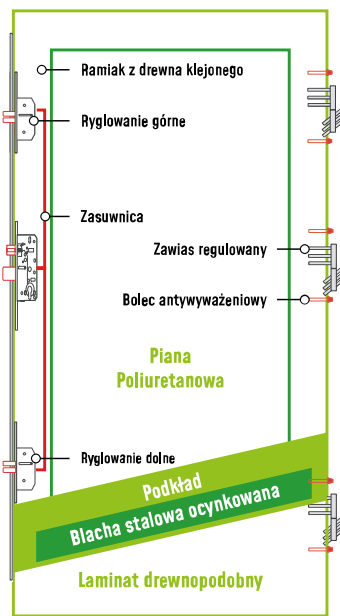 Ramiak z drewna klejonego
Ryglowanie górne
Zasuwnica
Zawias regulowany
Bolec antywyważeniowy
Piana
Poliuretanowa
Ryglowanie dolne
Podkład
Blacha stalowa ocynkowana
Laminat drewnopodobny